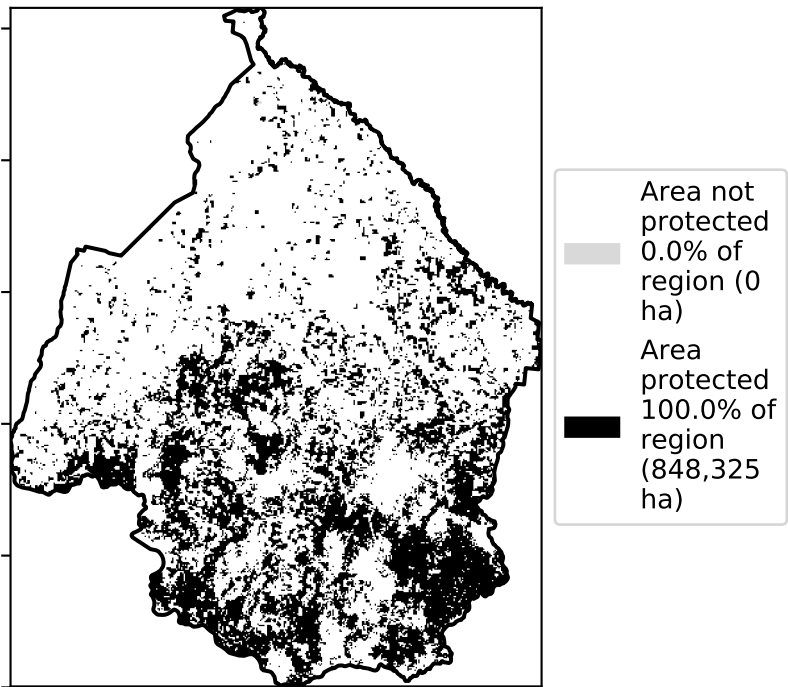 Area not
protected
0.0% of
region (0
ha)
Area
protected
100.0% of
region
(848,325
ha)